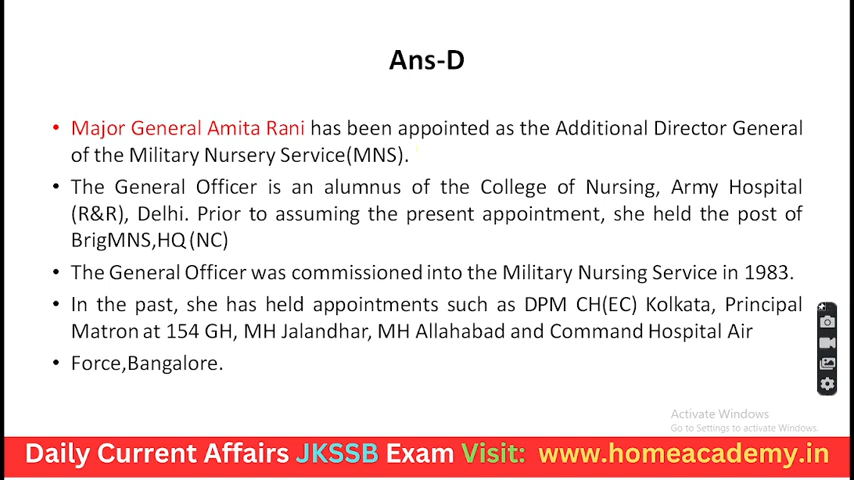 Ans-D
• Major General Amita Rani has been appointed as the Additional Director General
of the Military Nursery Service(MNS).
• The General Officer is an alumnus of the College of Nursing, Army Hospital
(R&R), Delhi. Prior to assuming the present appointment, she held the post of
BrigMNS,HQ (NC)
• The General Officer was commissioned into the Military Nursing Service in 1983.
• In the past, she has held appointments such as DPM CH(EC) Kolkata, Principal
Matron at 154 GH, MH Jalandhar, MH Allahabad and Command Hospital Air
• Force,Bangalore.
Activate Windows
Go to Settings to activate Windows.
Daily Current Affairs JKSSB Exam Visit: www.homeacademy.in